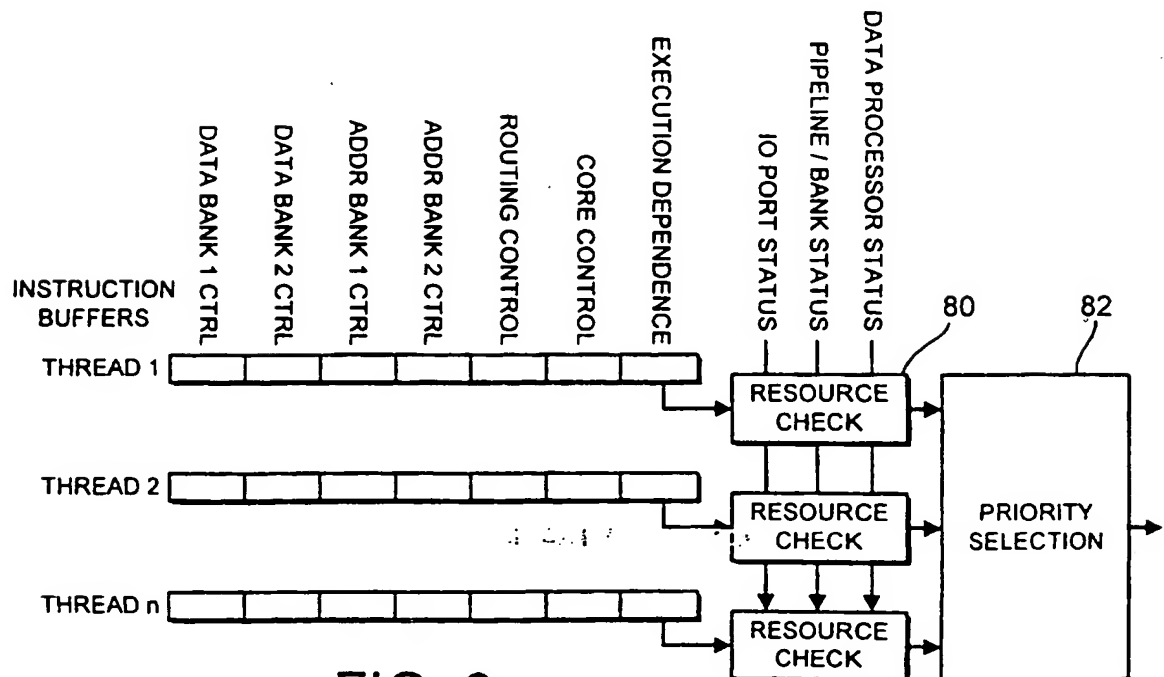 DATA BANK 1 CTRL
DATA BANK 2 CTRL
ADDR BANK 1 CTRL
ADDR BANK 2 CTRL
ROUTING CONTROL
CORE CONTROL
EXECUTION DEPENDENCE
IO PORT STATUS
PIPELINE / BANK STATUS
DATA PROCESSOR STATUS
80
82
INSTRUCTION
BUFFERS
THREAD 1
RESOURCE
CHECK
THREAD 2
RESOURCE
CHECK
PRIORITY
SELECTION
THREAD n
RESOURCE
CHECK